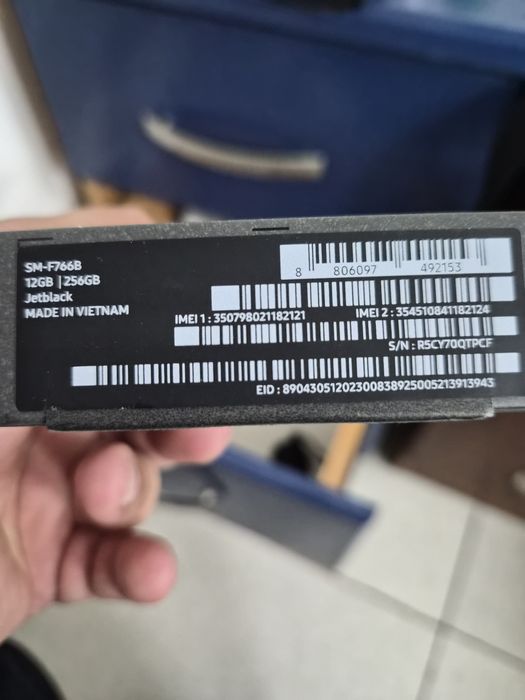 SM-F766B
12GB | 256GB
Jetblack
MADE IN VIETNAM
8 806097 492153
IMEI 1 : 350798021182121
IMEI 2 : 354510841182124
S/N : R5CY70QTPCF
EID : 89043051202300838925005213913943